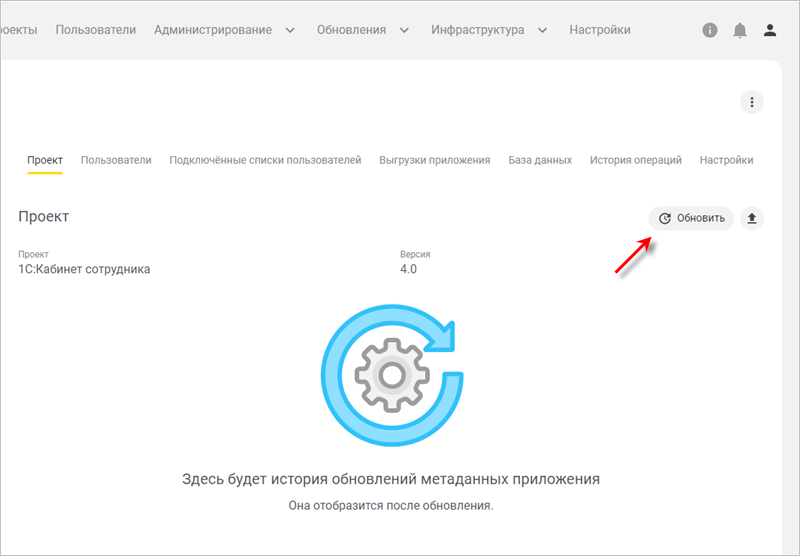 Пользователи Администрирование Обновления Инфраструктура Настройки
Проект Пользователи Подключённые списки пользователей Выгрузки приложения База данных История операций Настройки
Проект
Обновить
Проект Версия
1С:Кабинет сотрудника 4.0
Здесь будет история обновлений метаданных приложения
Она отобразится после обновления.